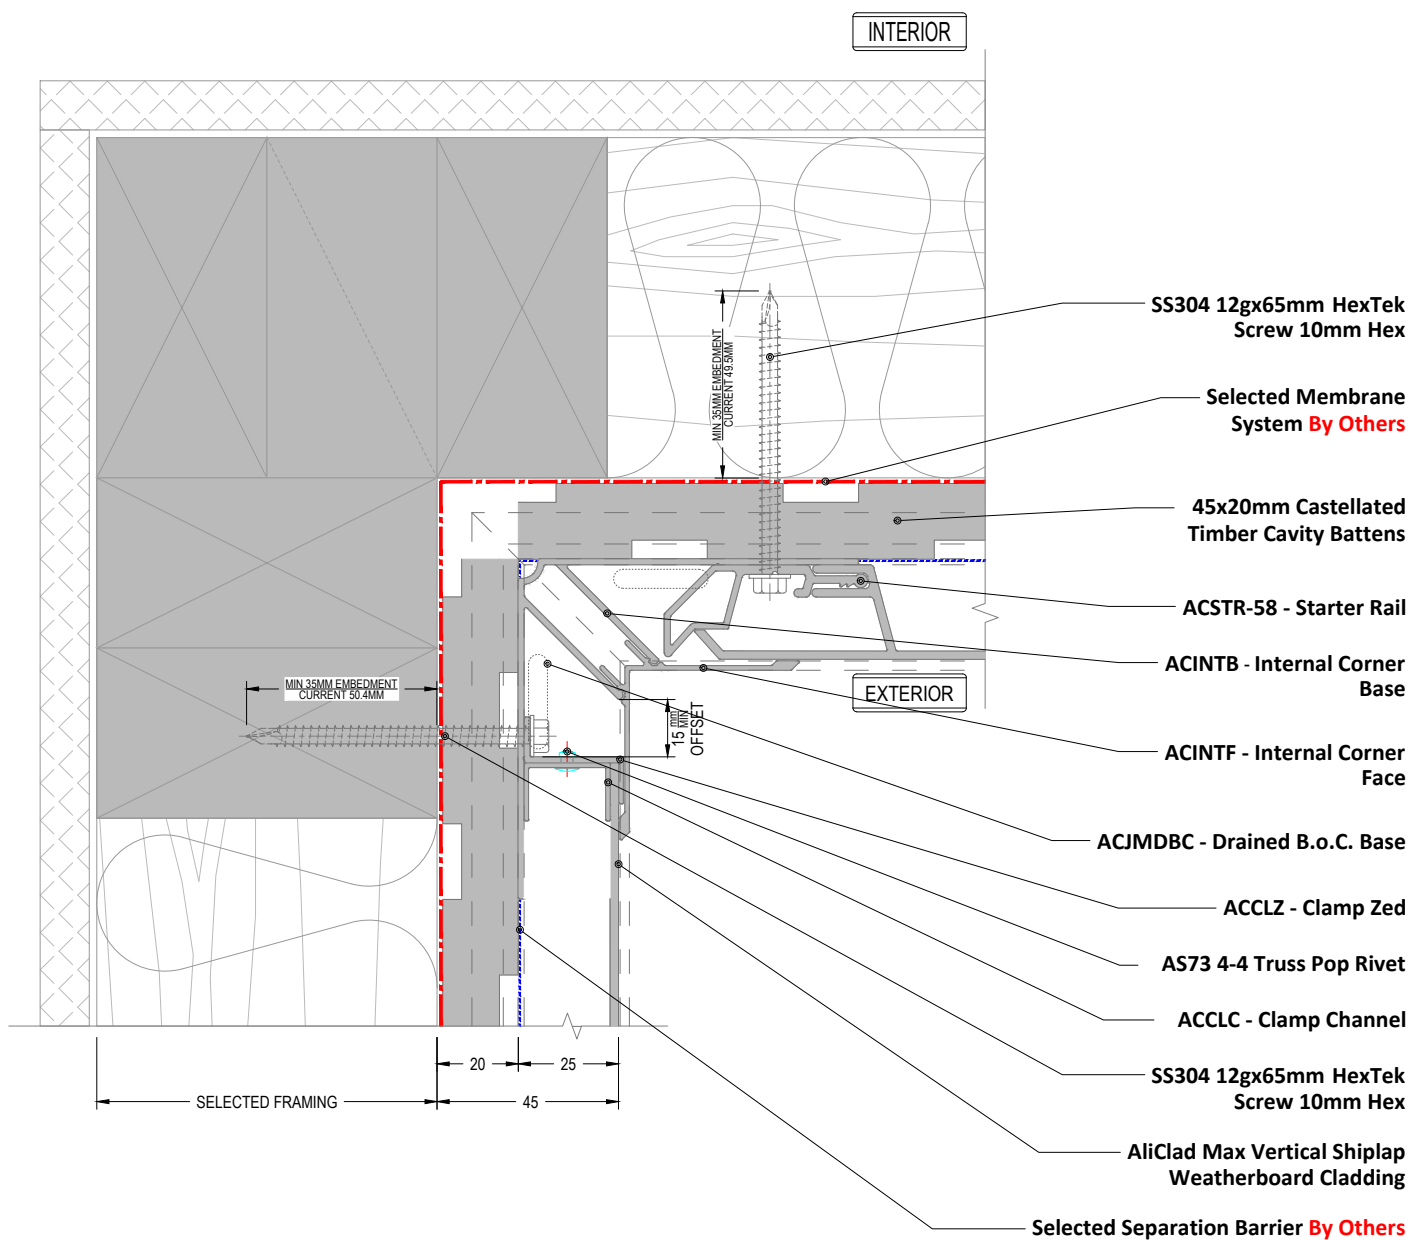 INTERIOR
SS304 12gx65mm HexTek
Screw 10mm Hex
MIN 35MM EMBEDMENT
CURRENT 49.5MM
Selected Membrane
System By Others
45x20mm Castellated
Timber Cavity Battens
ACSTR-58 - Starter Rail
ACINTB - Internal Corner
Base
MIN 35MM EMBEDMENT
CURRENT 50.4MM
EXTERIOR
15 mm
MIN
OFFSET
ACINTF - Internal Corner
Face
ACJMDBC - Drained B.o.C. Base
ACCLZ - Clamp Zed
AS73 4-4 Truss Pop Rivet
ACCLC - Clamp Channel
20
25
SS304 12gx65mm HexTek
Screw 10mm Hex
SELECTED FRAMING
45
AliClad Max Vertical Shiplap
Weatherboard Cladding
Selected Separation Barrier By Others